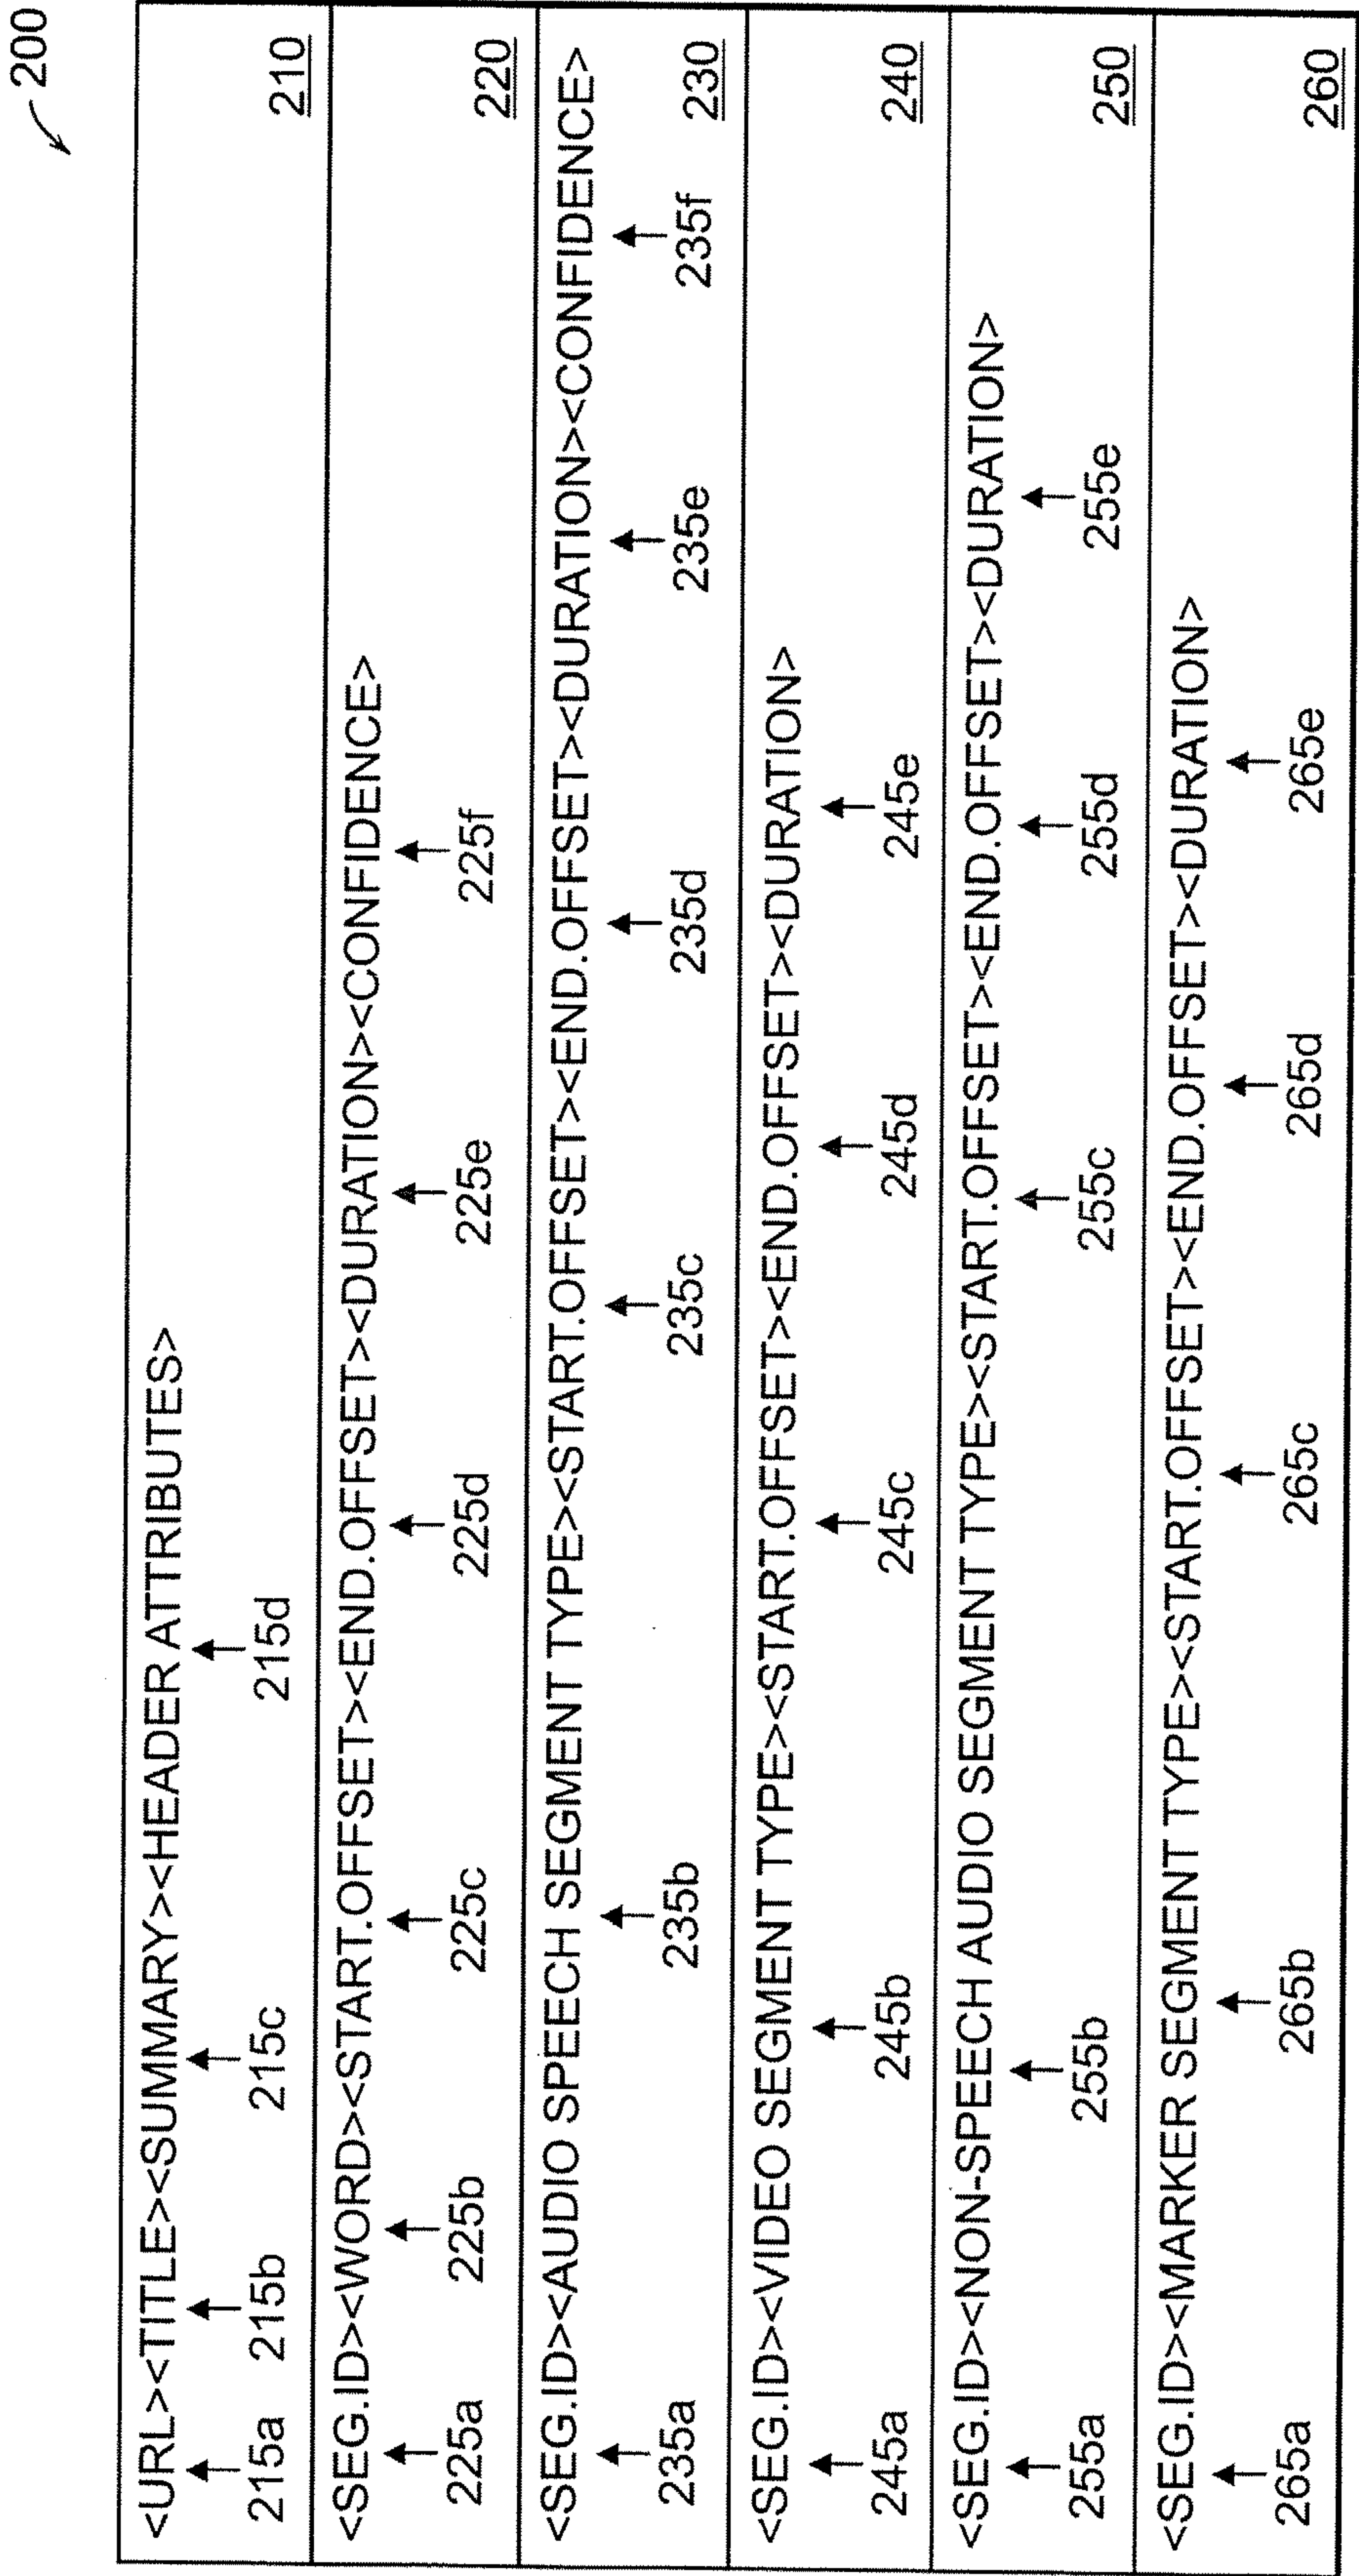 200
<URL><TITLE><SUMMARY><HEADER ATTRIBUTES>
215a 215b 215c 215d 210
<SEG.ID><WORD><START.OFFSET><END.OFFSET><DURATION><CONFIDENCE>
225a 225b 225c 225d 225e 225f 220
<SEG.ID><AUDIO SPEECH SEGMENT TYPE><START.OFFSET><END.OFFSET><DURATION><CONFIDENCE>
235a 235b 235c 235d 235e 235f 230
<SEG.ID><VIDEO SEGMENT TYPE><START.OFFSET><END.OFFSET><DURATION>
245a 245b 245c 245d 245e 240
<SEG.ID><NON-SPEECH AUDIO SEGMENT TYPE><START.OFFSET><END.OFFSET><DURATION>
255a 255b 255c 255d 255e 250
<SEG.ID><MARKER SEGMENT TYPE><START.OFFSET><END.OFFSET><DURATION>
265a 265b 265c 265d 265e 260